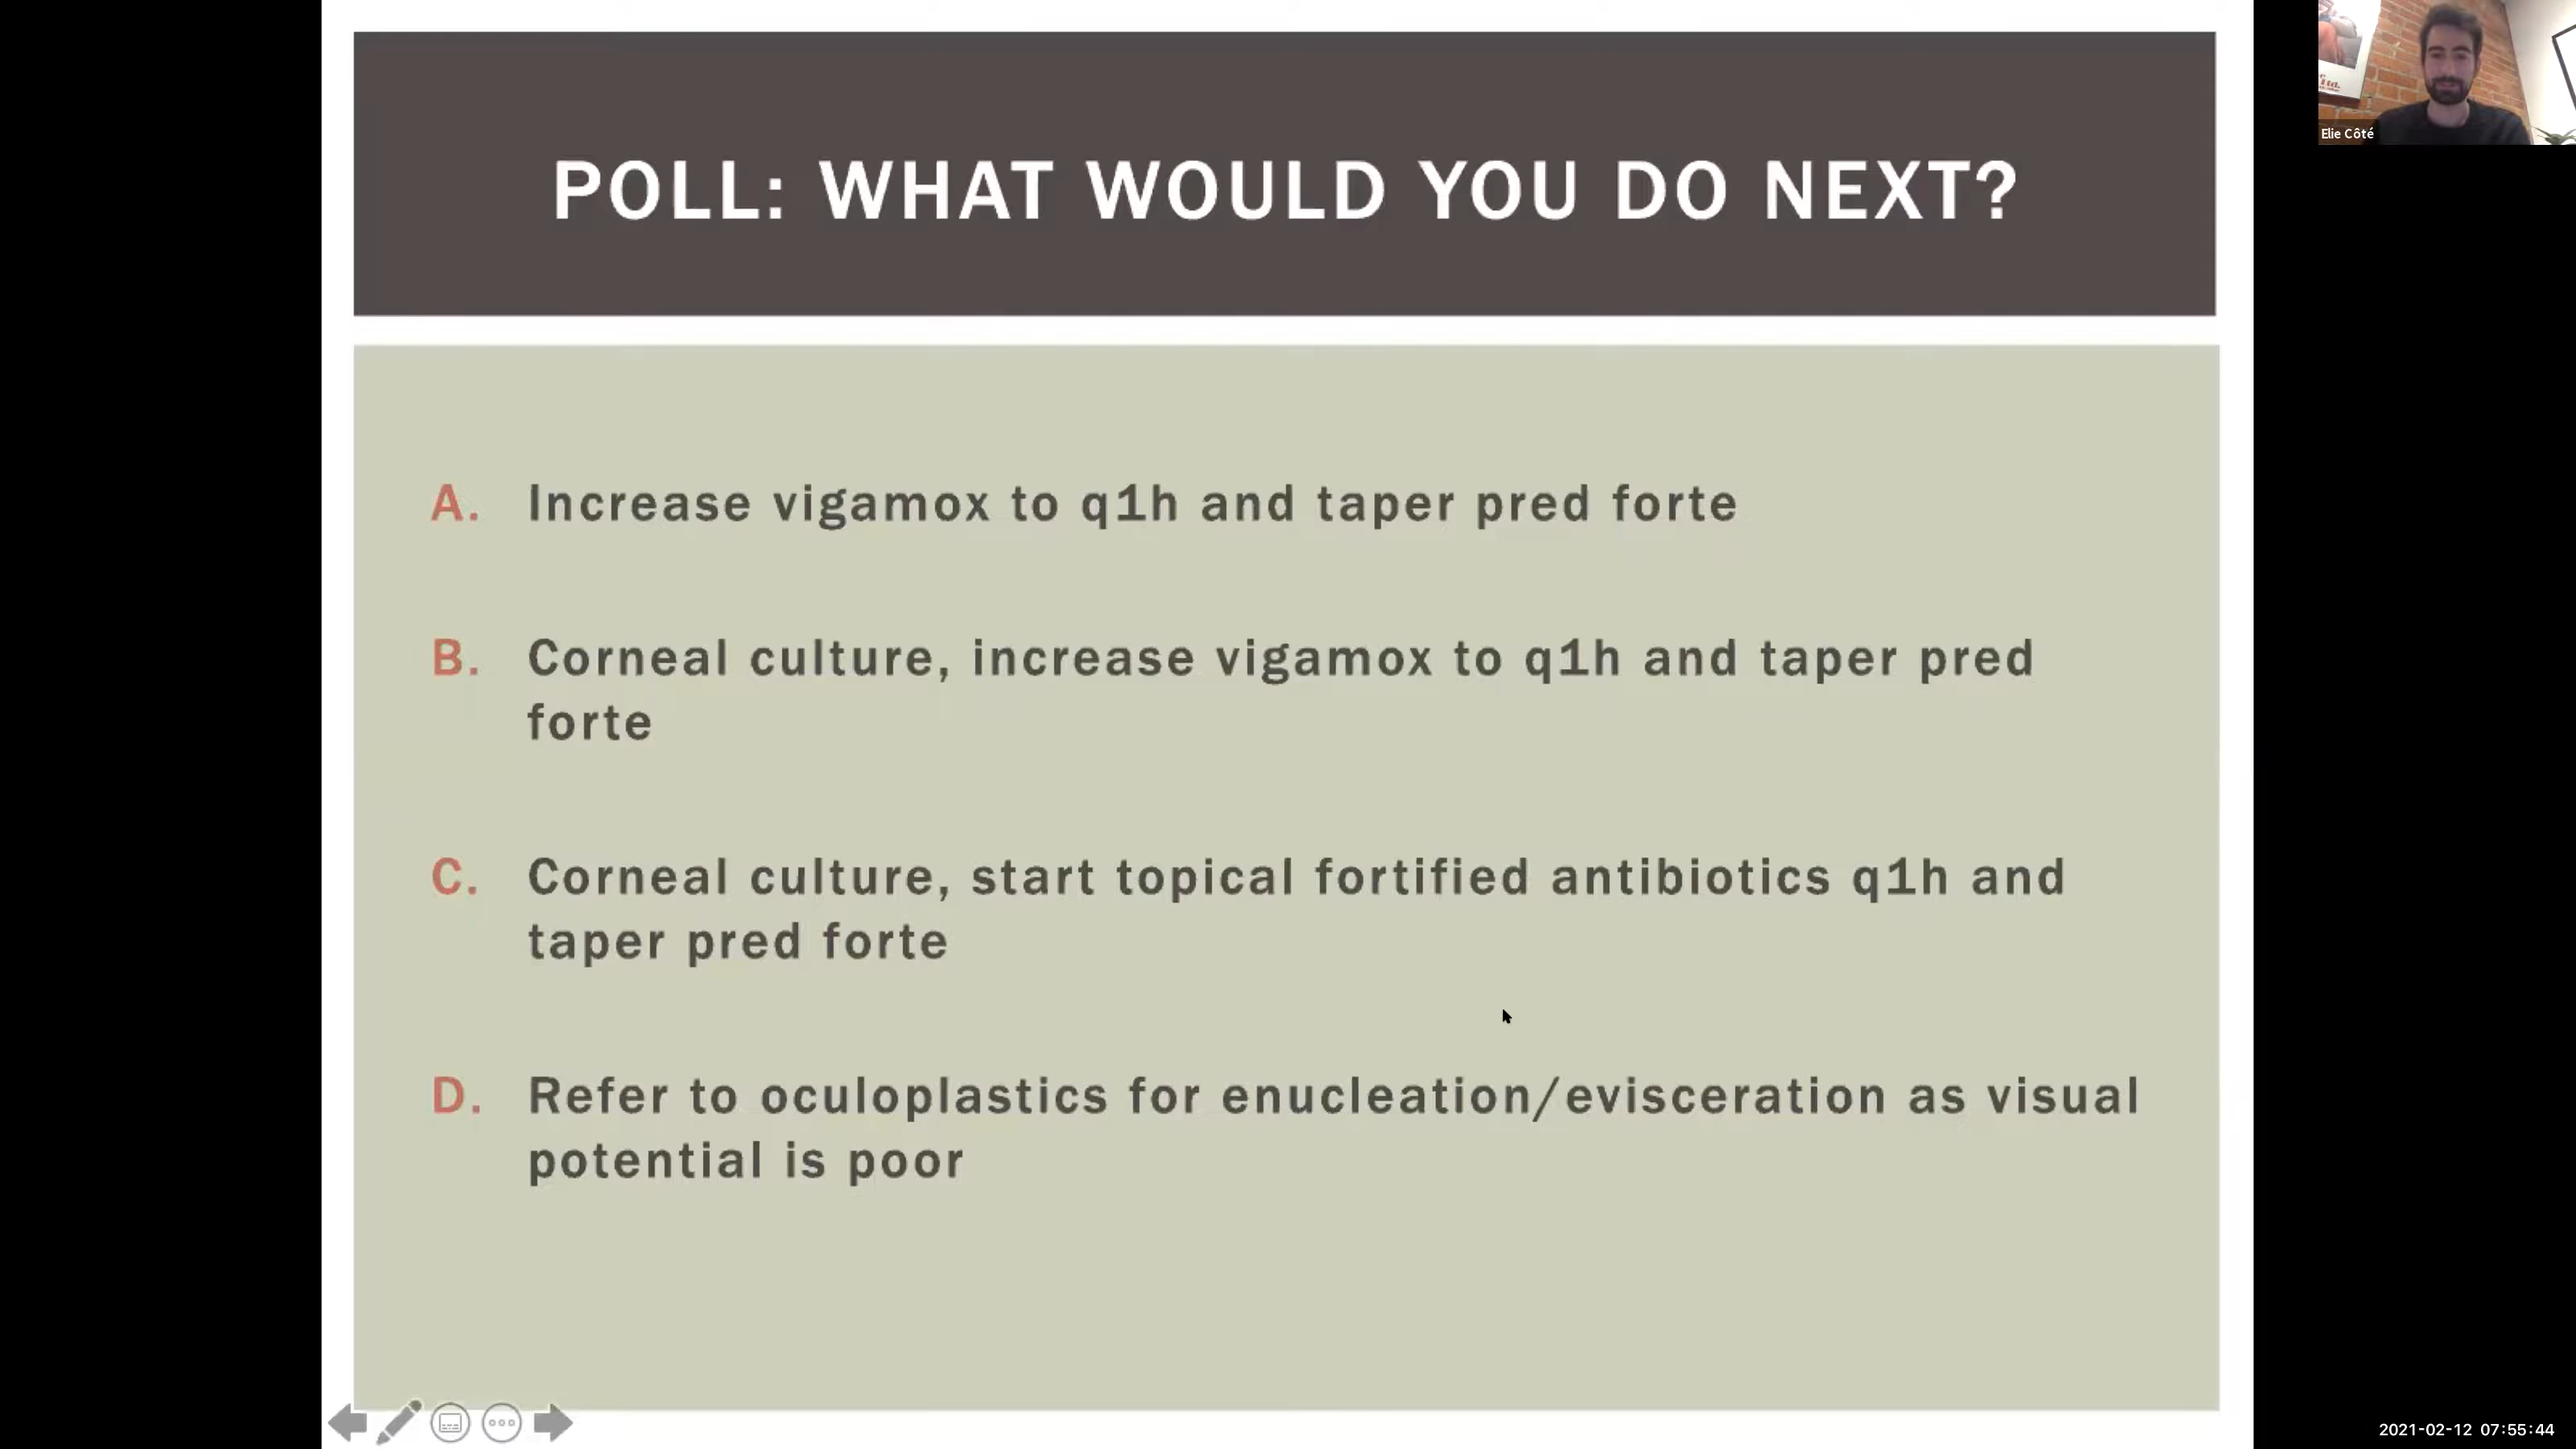 POLL: WHAT WOULD YOU DO NEXT?
Elie Côté
A. Increase vigamox to q1h and taper pred forte
B. Corneal culture, increase vigamox to q1h and taper pred
forte
C. Corneal culture, start topical fortified antibiotics q1h and
taper pred forte
D. Refer to oculoplastics for enucleation/evisceration as visual
potential is poor
2021-02-12 07:55:44